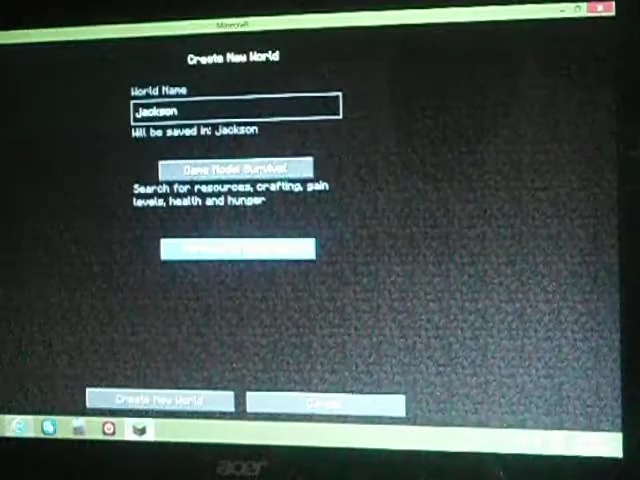 Minecraft
Create New World
World Name
Jackson
Will be saved in: Jackson
Game Mode: Survival
Search for resources, crafting, gain
levels, health and hunger
Create New World
Cancel
acer